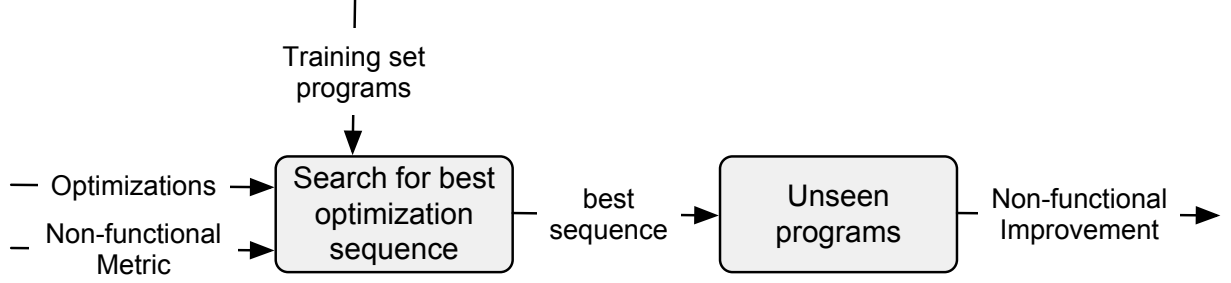 Training set
programs
Optimizations
Non-functional
Metric
Search for best
optimization
sequence
best
sequence
Unseen
programs
Non-functional
Improvement